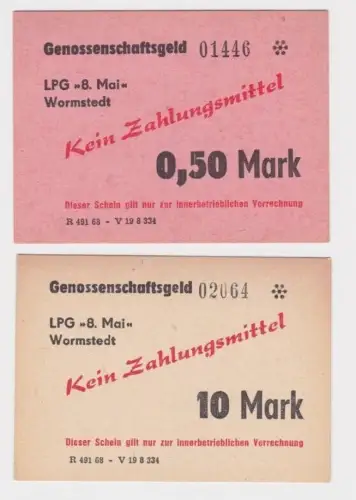 Genossenschaftsgeld 01446
LPG »8. Mai«
Wormstedt
Kein Zahlungsmittel
0,50 Mark
Dieser Schein gilt nur zur innerbetrieblichen Verrechnung
R 491 68 - V 19 8 334
Genossenschaftsgeld 02064
LPG »8. Mai«
Wormstedt
Kein Zahlungsmittel
10 Mark
Dieser Schein gilt nur zur innerbetrieblichen Verrechnung
R 491 68 - V 19 8 334